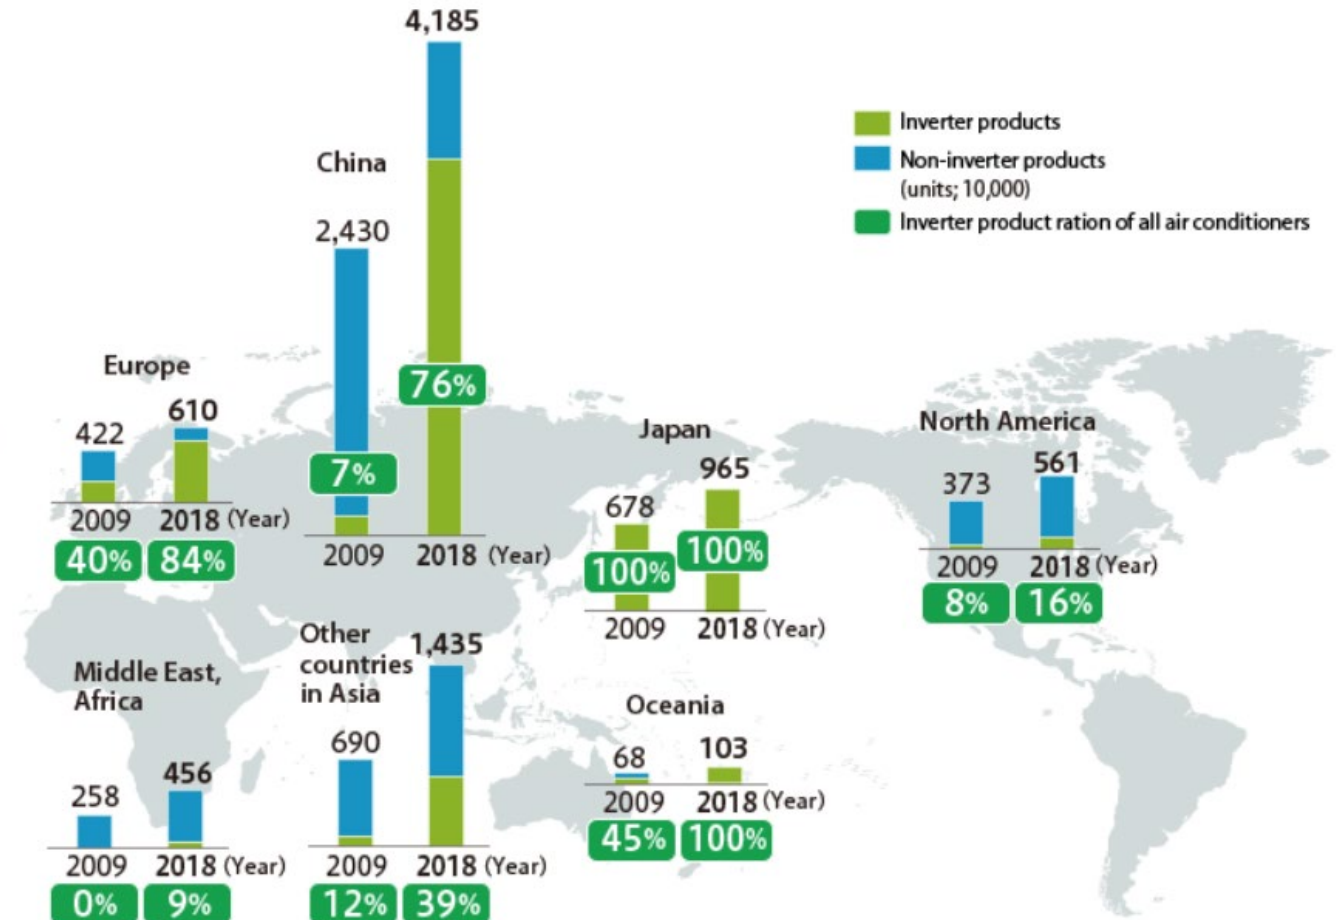 4,185
Inverter products
Non-inverter products
(units; 10,000)
Inverter product ration of all air conditioners
China
2,430
76%
7%
2009 2018 (Year)
Europe
422 610
2009 2018 (Year)
40% 84%
Japan
678 965
100% 100%
2009 2018 (Year)
North America
373 561
2009 2018 (Year)
8% 16%
Middle East,
Africa
258 456
2009 2018 (Year)
0% 9%
Other
countries
in Asia
690 1,435
2009 2018 (Year)
12% 39%
Oceania
68 103
2009 2018 (Year)
45% 100%